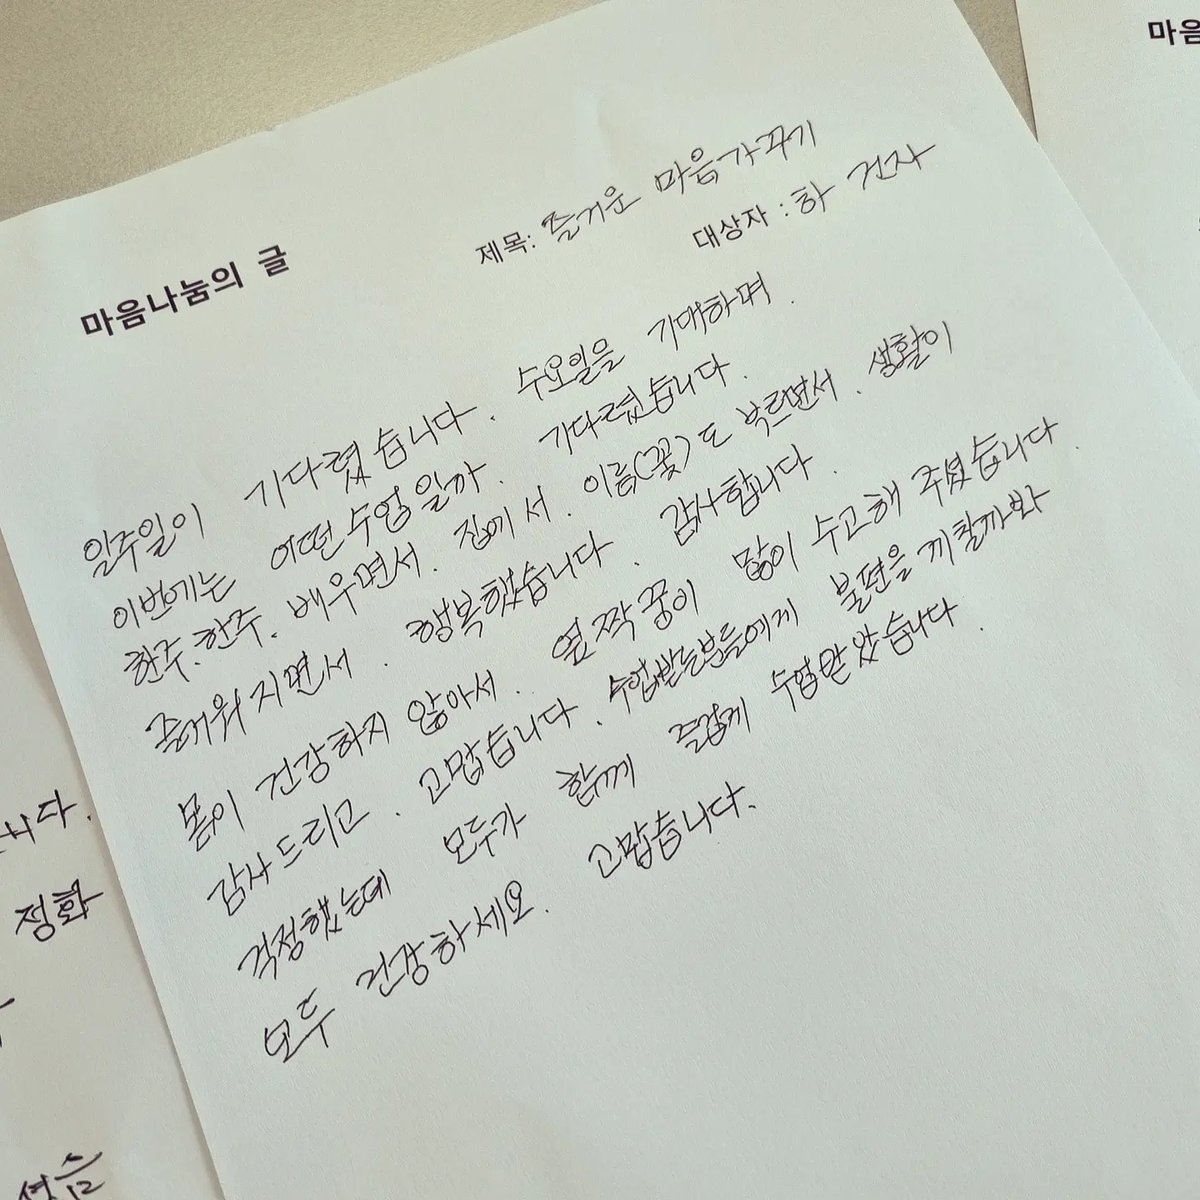 마음
마음나눔의 글
제목: 즐거운 마음가꾸기
대상자 : 하 건자
일주일이 기다렸습니다. 수요일을 기대하며.
이번에는 어떤 수업일까. 기다렸습니다.
한주.한주. 배우면서. 집에서. 이름(꽃)도 부르면서. 생활이
즐거워지면서. 행복했습니다. 감사합니다.
몸이 건강하지 않아서. 옆짝꿍이 많이 수고해 주셨습니다.
감사드리고. 고맙습니다. 수업받는분들에게 불편을 끼칠까봐
걱정했는데 모두가 함께 즐겁게 수업받았습니다.
모두 건강하세요. 고맙습니다.
니다.
정화